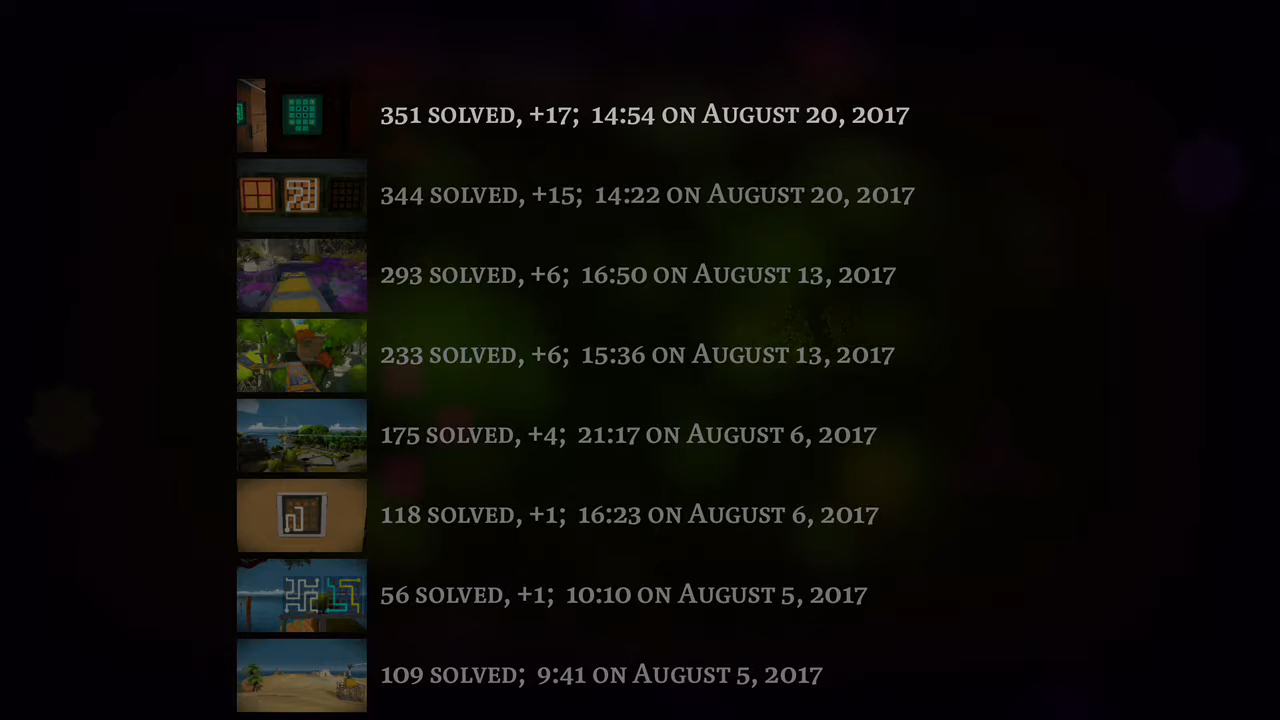 351 solved, +17; 14:54 on August 20, 2017
344 solved, +15; 14:22 on August 20, 2017
293 solved, +6; 16:50 on August 13, 2017
233 solved, +6; 15:36 on August 13, 2017
175 solved, +4; 21:17 on August 6, 2017
118 solved, +1; 16:23 on August 6, 2017
56 solved, +1; 10:10 on August 5, 2017
109 solved; 9:41 on August 5, 2017